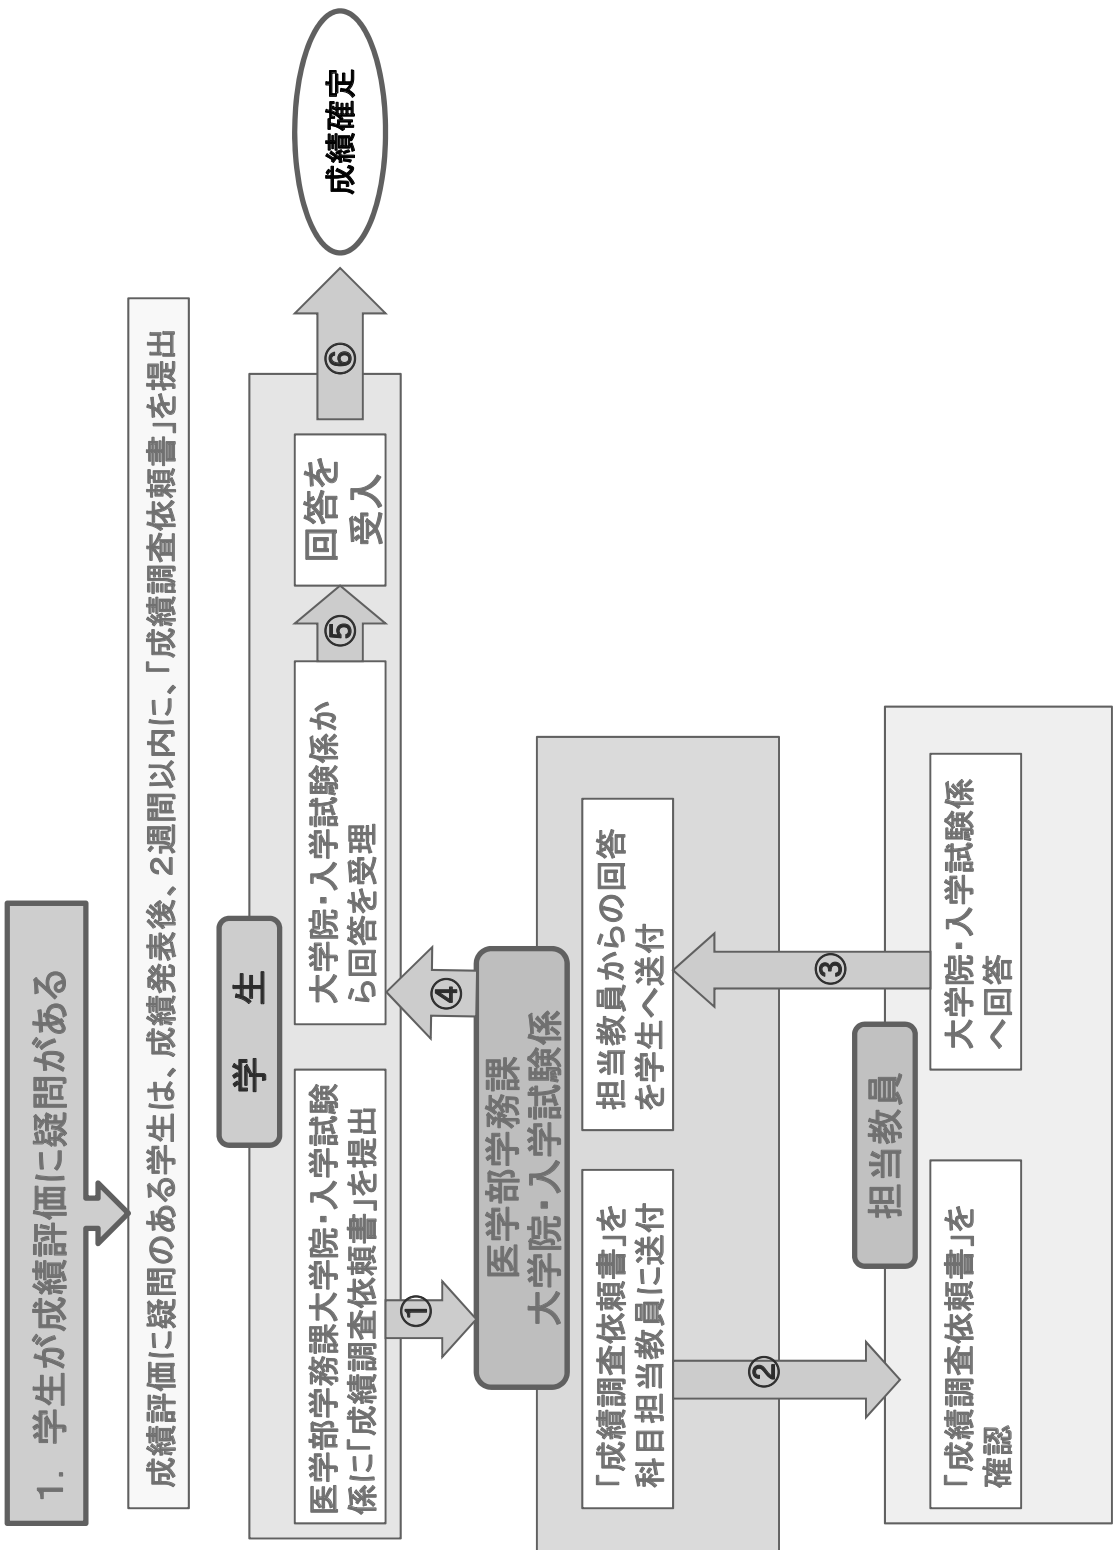 1. 学生が成績評価に疑問がある
成績評価に疑問のある学生は、成績発表後、2週間以内に、「成績調査依頼書」を提出
学 生
医学部学務課大学院・入学試験
係に「成績調査依頼書」を提出
大学院・入学試験係か
ら回答を受理
⑤
回答を
受入
⑥
成績確定
①
④
医学部学務課
大学院・入学試験係
「成績調査依頼書」を
科目担当教員に送付
担当教員からの回答
を学生へ送付
②
③
担当教員
「成績調査依頼書」を
確認
大学院・入学試験係
へ回答